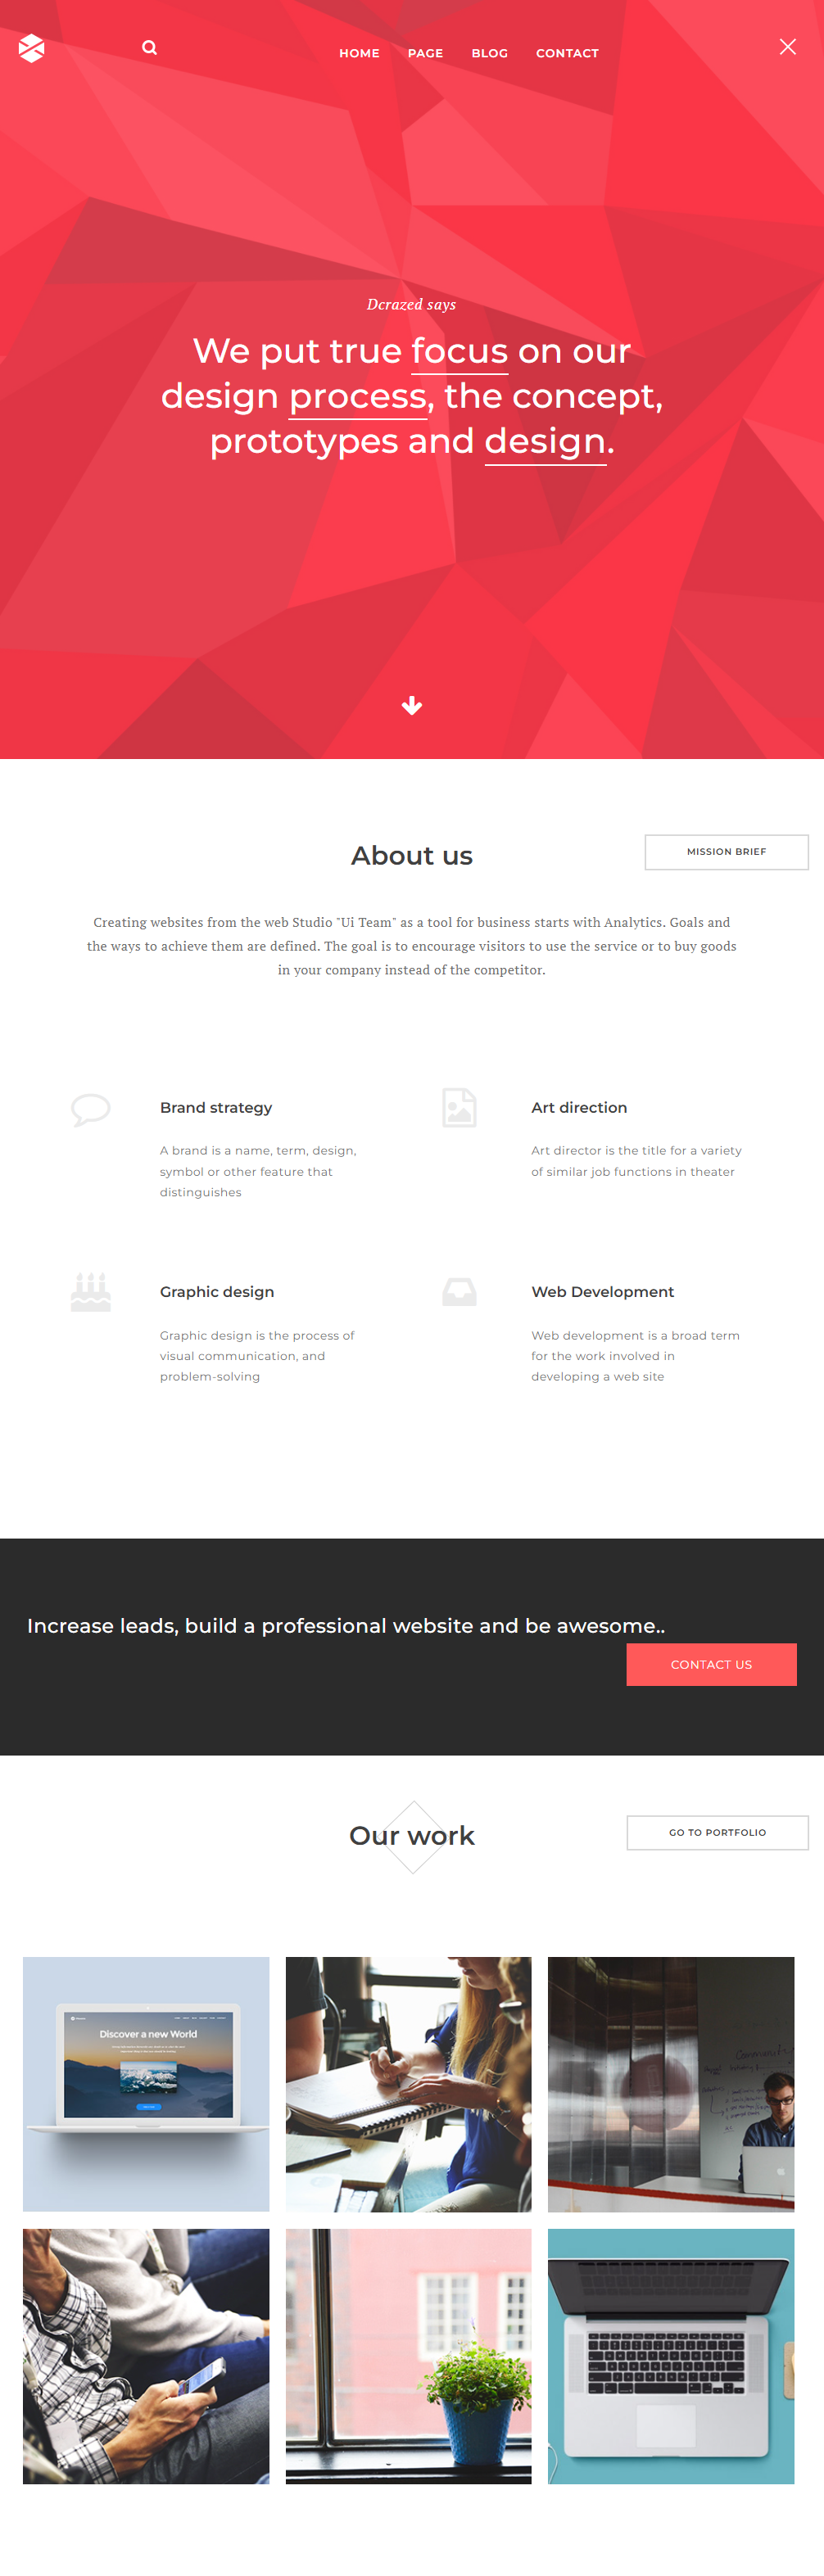 HOME PAGE BLOG CONTACT
Dcrazed says
We put true focus on our
design process, the concept,
prototypes and design.
About us
MISSION BRIEF
Creating websites from the web Studio "Ui Team" as a tool for business starts with Analytics. Goals and
the ways to achieve them are defined. The goal is to encourage visitors to use the service or to buy goods
in your company instead of the competitor.
Brand strategy
A brand is a name, term, design,
symbol or other feature that
distinguishes
Art direction
Art director is the title for a variety
of similar job functions in theater
Graphic design
Graphic design is the process of
visual communication, and
problem-solving
Web Development
Web development is a broad term
for the work involved in
developing a web site
Increase leads, build a professional website and be awesome..
CONTACT US
Our work
GO TO PORTFOLIO
Discover a new World
Community